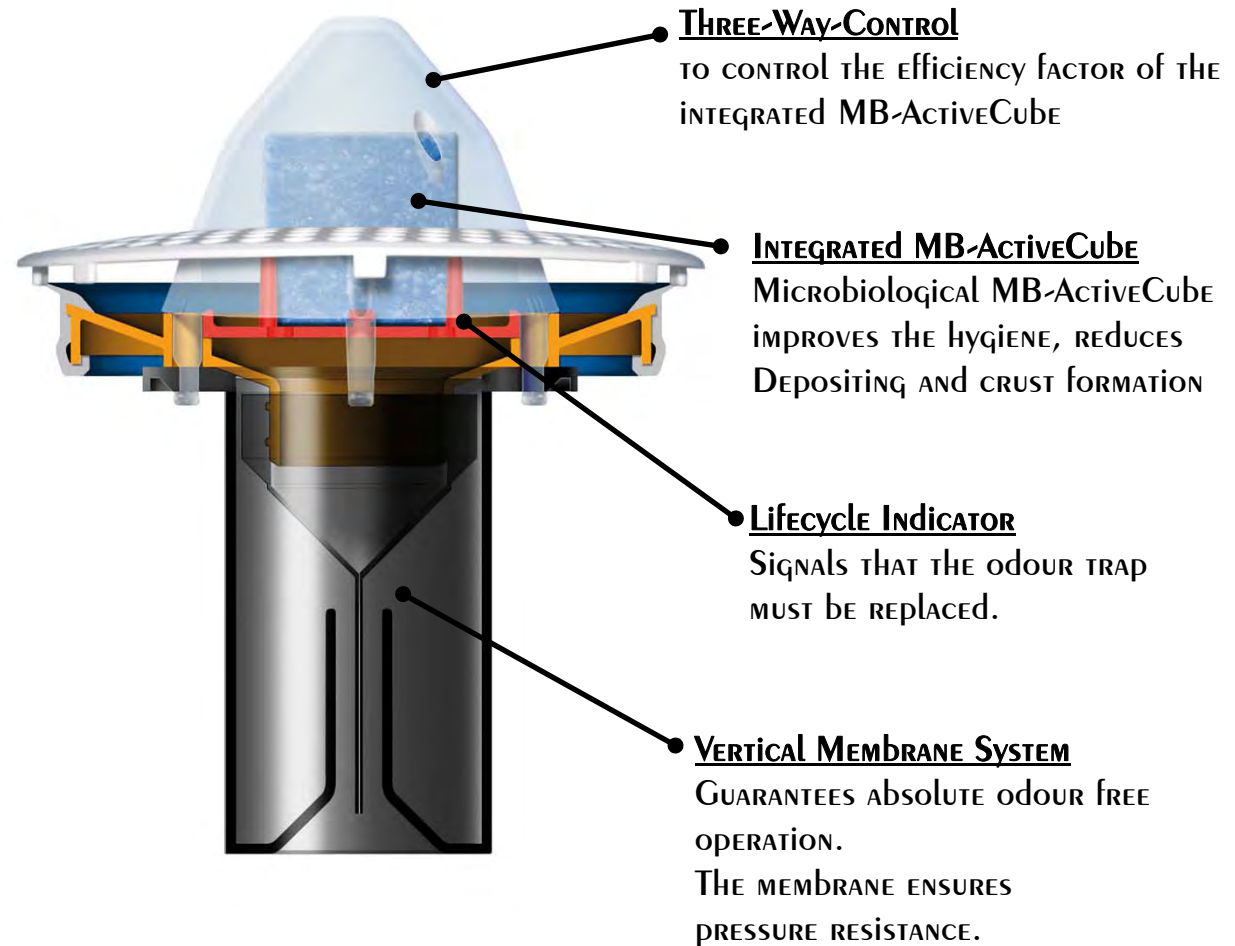 Three-Way-Control
to control the efficiency factor of the
integrated MB-ActiveCube
Integrated MB-ActiveCube
Microbiological MB-ActiveCube
improves the hygiene, reduces
Depositing and crust formation
Lifecycle Indicator
Signals that the odour trap
must be replaced.
Vertical Membrane System
Guarantees absolute odour free
operation.
The membrane ensures
pressure resistance.